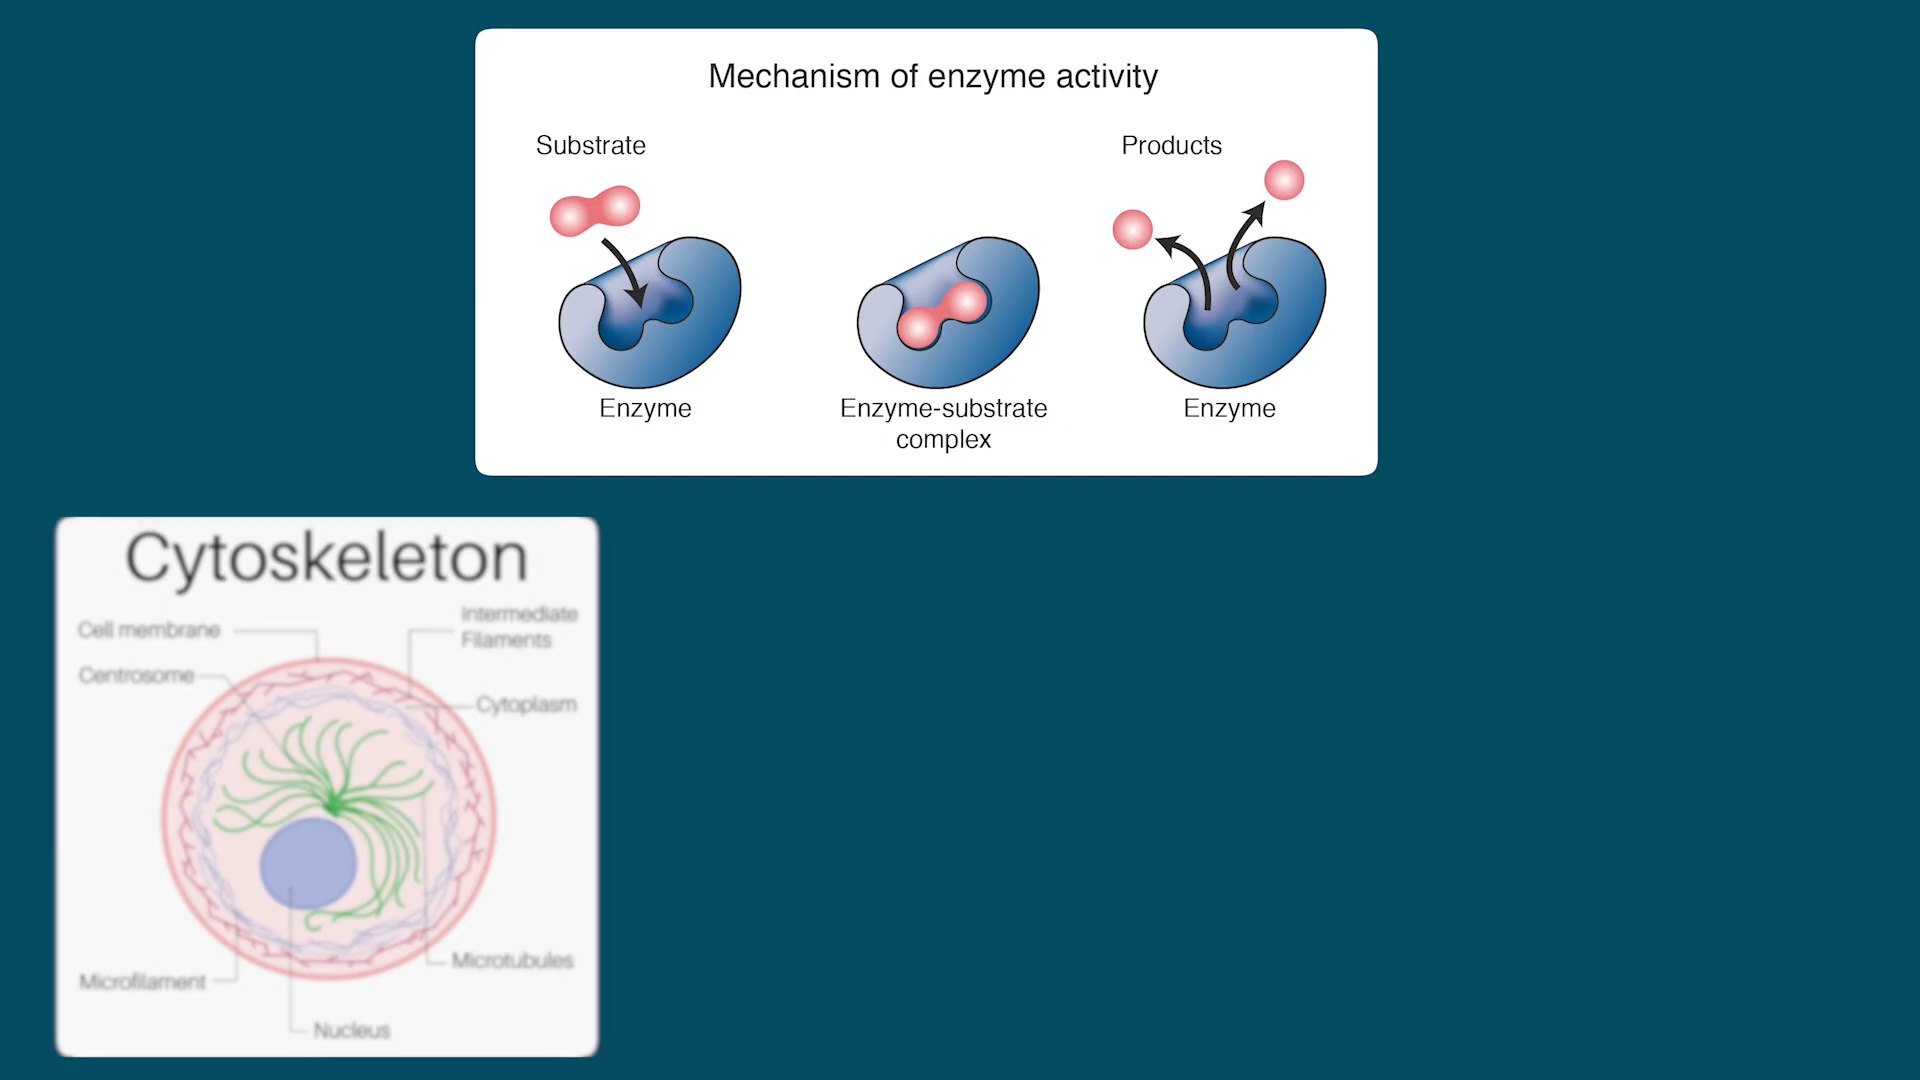 Mechanism of enzyme activity
Substrate
Products
Enzyme
Enzyme-substrate
complex
Enzyme
Cytoskeleton
Cell membrane
Intermediate
Filaments
Centrosome
Cytoplasm
Microtubules
Microfilament
Nucleus